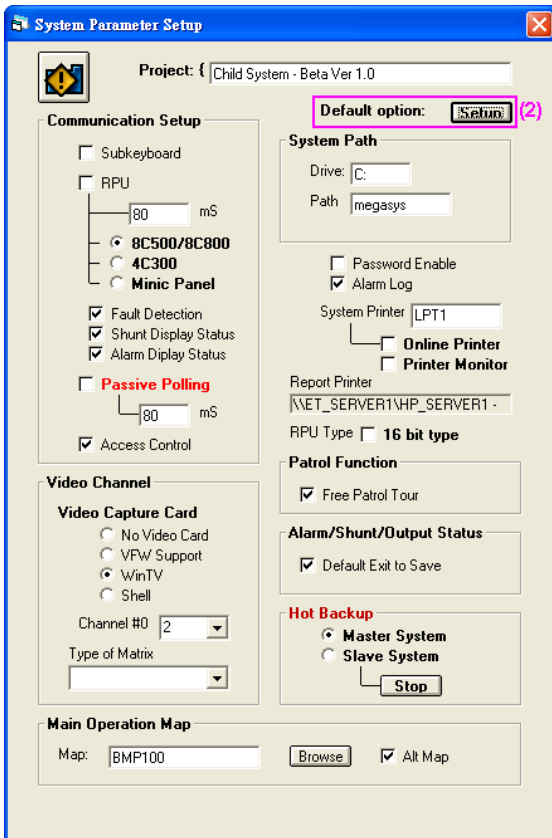 System Parameter Setup
Project: { Child System - Beta Ver 1.0
Default option: Setup (2)
Communication Setup
Subkeyboard
RPU
80 mS
8C500/8C800
4C300
Minic Panel
Fault Detection
Shunt Display Status
Alarm Diplay Status
Passive Polling
80 mS
Access Control
System Path
Drive: C:
Path megasys
Password Enable
Alarm Log
System Printer LPT1
Online Printer
Printer Monitor
Report Printer
\\ET_SERVER1\HP_SERVER1 -
RPU Type 16 bit type
Patrol Function
Free Patrol Tour
Video Channel
Video Capture Card
No Video Card
VFW Support
WinTV
Shell
Channel #0 2
Type of Matrix
Alarm/Shunt/Output Status
Default Exit to Save
Hot Backup
Master System
Slave System
Stop
Main Operation Map
Map: BMP100 Browse Alt Map